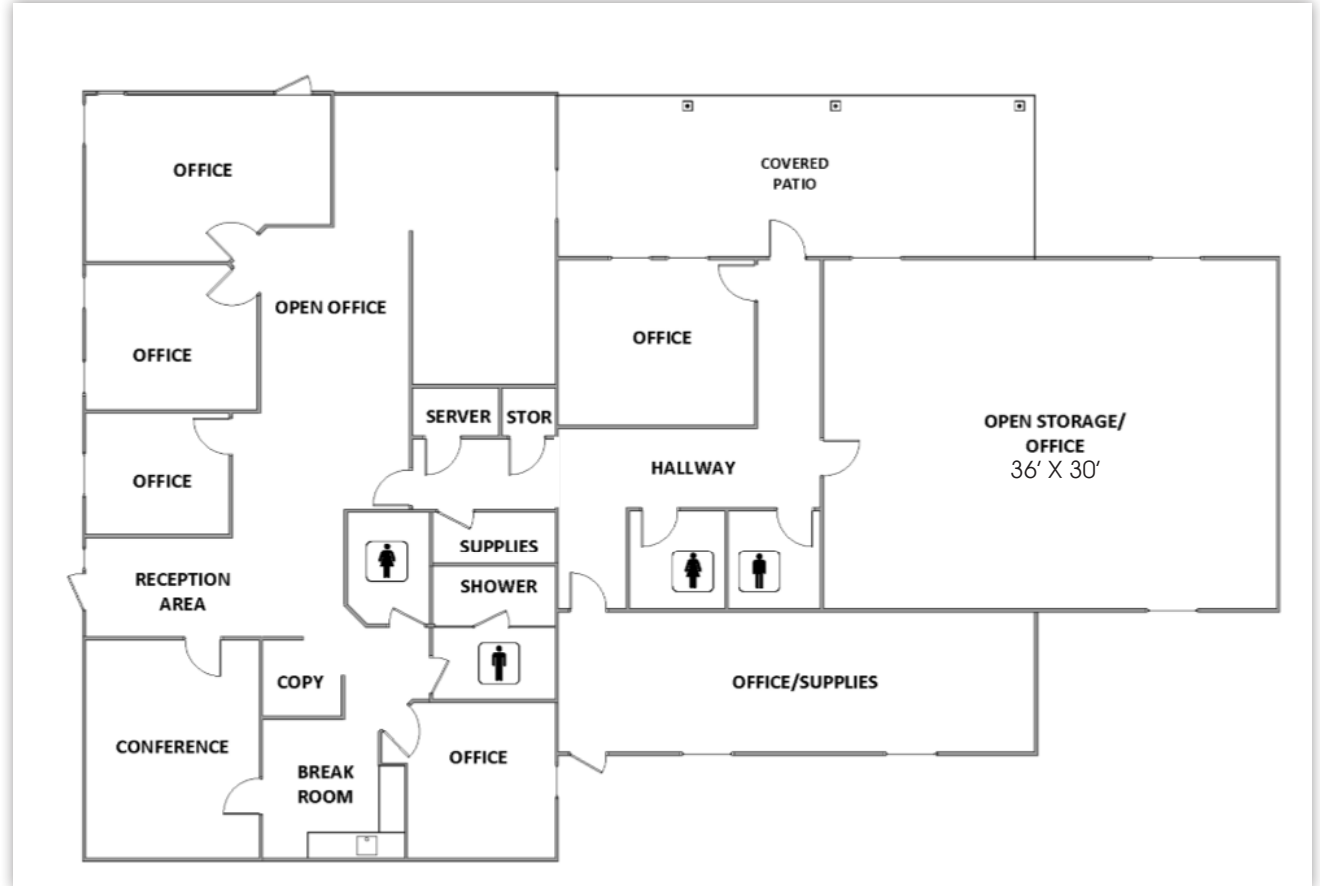 OFFICE
COVERED
PATIO
OPEN OFFICE
OFFICE
OFFICE
SERVER
STOR
OPEN STORAGE/
OFFICE
36' X 30'
HALLWAY
OFFICE
SUPPLIES
RECEPTION
AREA
SHOWER
COPY
OFFICE/SUPPLIES
CONFERENCE
OFFICE
BREAK
ROOM